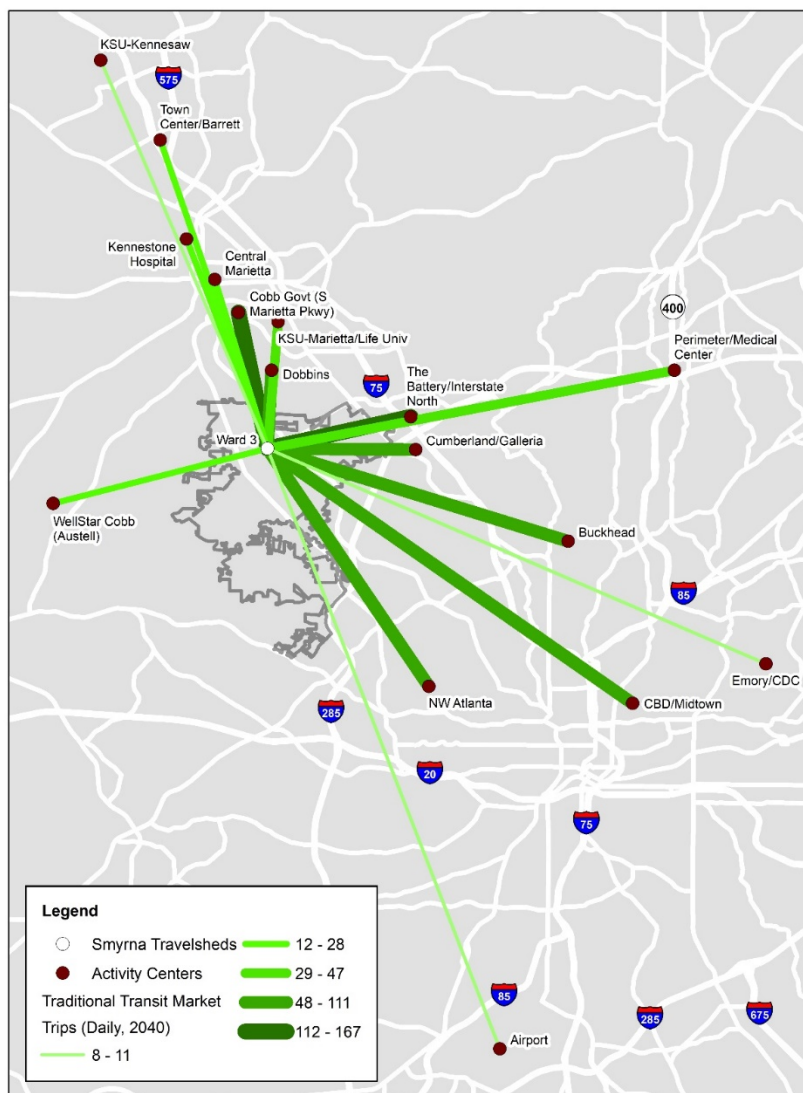 KSU-Kennesaw
575
Town
Center/Barrett
Kennestone
Hospital
Central
Marietta
Cobb Govt (S
Marietta Pkwy)
KSU-Marietta/Life Univ
400
Perimeter/Medical
Center
Dobbins
75
The
Battery/Interstate
North
Ward 3
Cumberland/Galleria
WellStar Cobb
(Austell)
Buckhead
85
Emory/CDC
NW Atlanta
CBD/Midtown
285
20
75
Legend
Smyrna Travelsheds
Activity Centers
Traditional Transit Market
Trips (Daily, 2040)
8 - 11
12 - 28
29 - 47
48 - 111
112 - 167
85
285
675
Airport